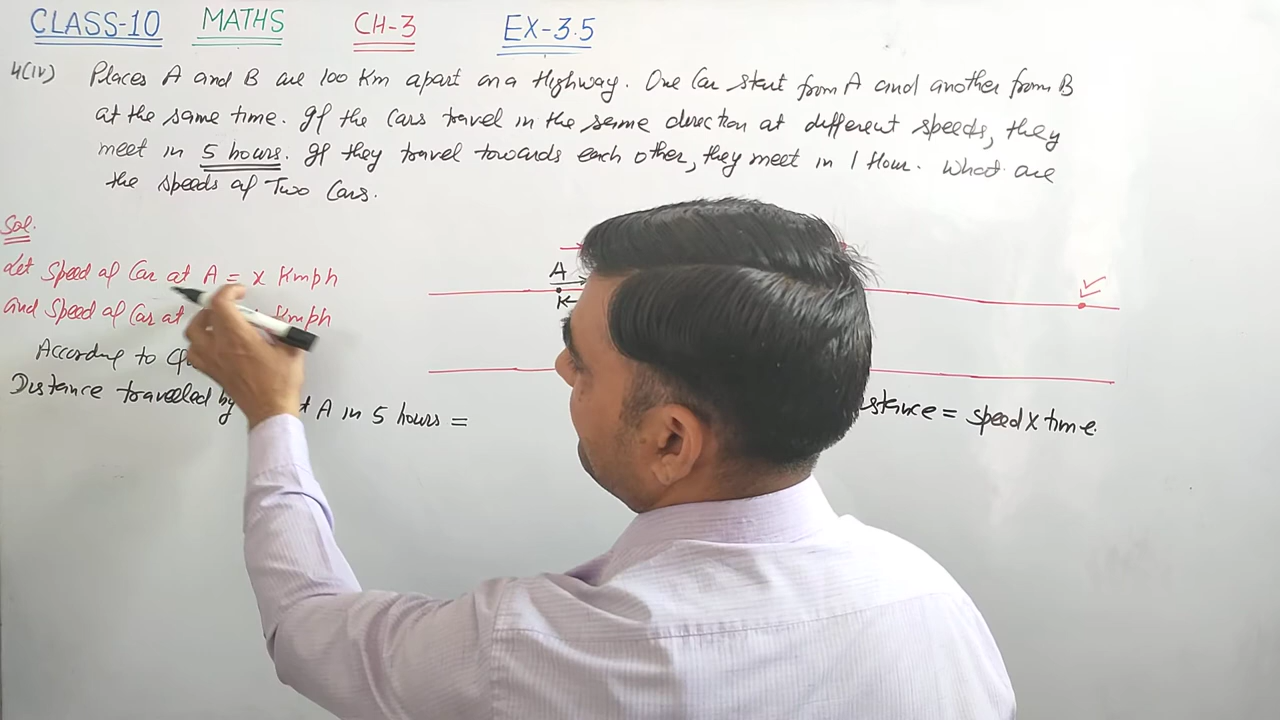 CLASS-10 MATHS CH-3 EX-3.5
4(iv) Places A and B are 100 Km apart on a Highway. One Car start from A and another from B
at the same time. If the Cars travel in the same direction at different speeds, they
meet in 5 hours. If they travel towards each other, they meet in 1 Hour. What are
the speeds of Two Cars.
Sol.
Let Speed of Car at A = x Kmph
A
and Speed of Car at Kmph
According to
Distance travelled by at A in 5 hours =
stance = speed x time.